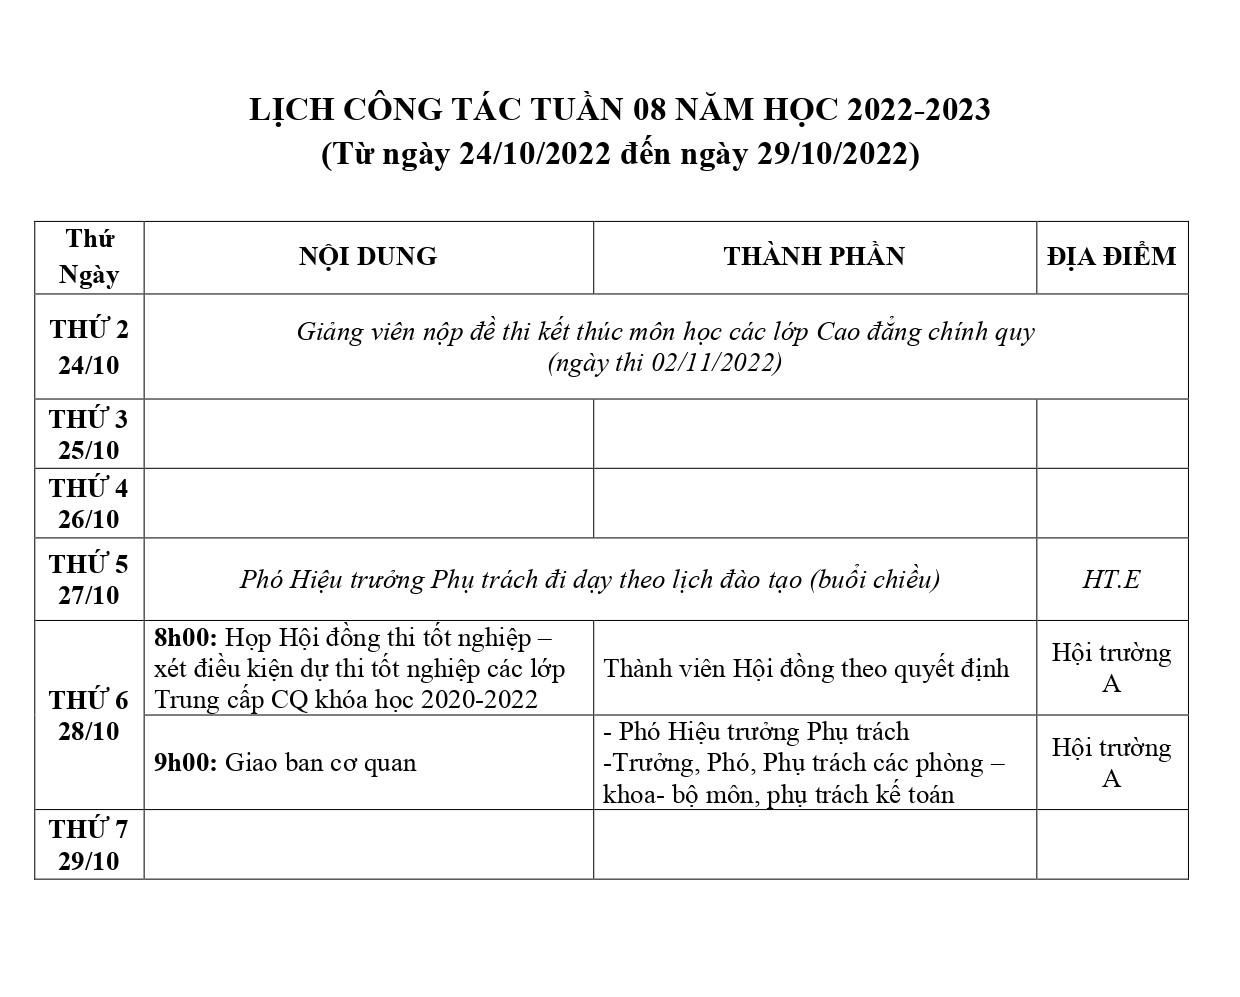 LỊCH CÔNG TÁC TUẦN 08 NĂM HỌC 2022-2023
(Từ ngày 24/10/2022 đến ngày 29/10/2022)
Thứ
Ngày
NỘI DUNG
THÀNH PHẦN
ĐỊA ĐIỂM
THỨ 2
24/10
Giảng viên nộp đề thi kết thúc môn học các lớp Cao đẳng chính quy
(ngày thi 02/11/2022)
THỨ 3
25/10
THỨ 4
26/10
THỨ 5
27/10
Phó Hiệu trưởng Phụ trách đi dạy theo lịch đào tạo (buổi chiều)
HT.E
THỨ 6
28/10
8h00: Họp Hội đồng thi tốt nghiệp –
xét điều kiện dự thi tốt nghiệp các lớp
Trung cấp CQ khóa học 2020-2022
Thành viên Hội đồng theo quyết định
Hội trường
A
9h00: Giao ban cơ quan
- Phó Hiệu trưởng Phụ trách
-Trưởng, Phó, Phụ trách các phòng –
khoa- bộ môn, phụ trách kế toán
Hội trường
A
THỨ 7
29/10